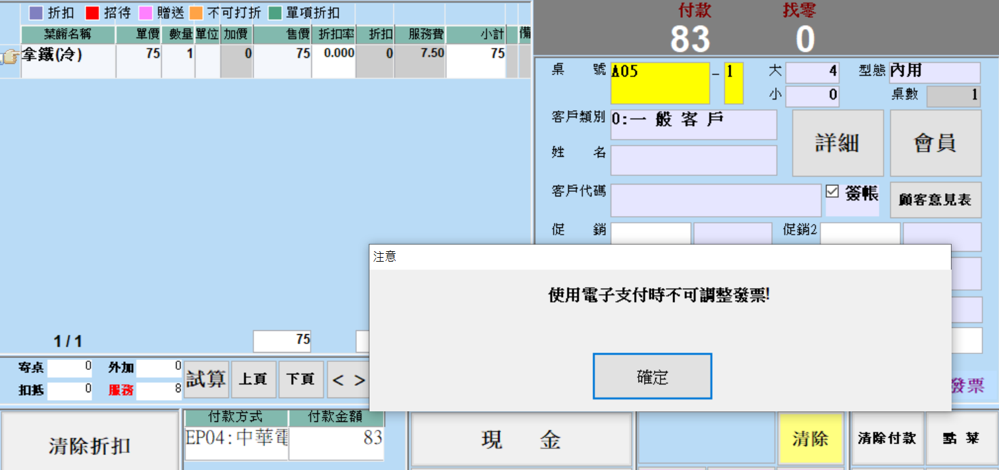 折扣 招待 贈送 不可打折 單項折扣
菜餚名稱 單價 數量 單位 加價 售價 折扣率 折扣 服務費 小計 備
拿鐵(冷) 75 1 0 75 0.000 0 7.50 75
1 / 1 75
寄点 0 外加 0
扣抵 0 服務 8
試算 上頁 下頁 < >
清除折扣
付款方式 付款金額
EP04:中華電 83
付款 找零
83 0
桌 號 A05 - 1 大 4 型態 內用
小 0 桌數 1
客戶類別 0:一 般 客 戶
詳細 會員
姓 名
客戶代碼 簽帳 顧客意見表
促 銷 促銷2
注意
使用電子支付時不可調整發票!
確定
發票
現 金 清除 清除付款 點 菜